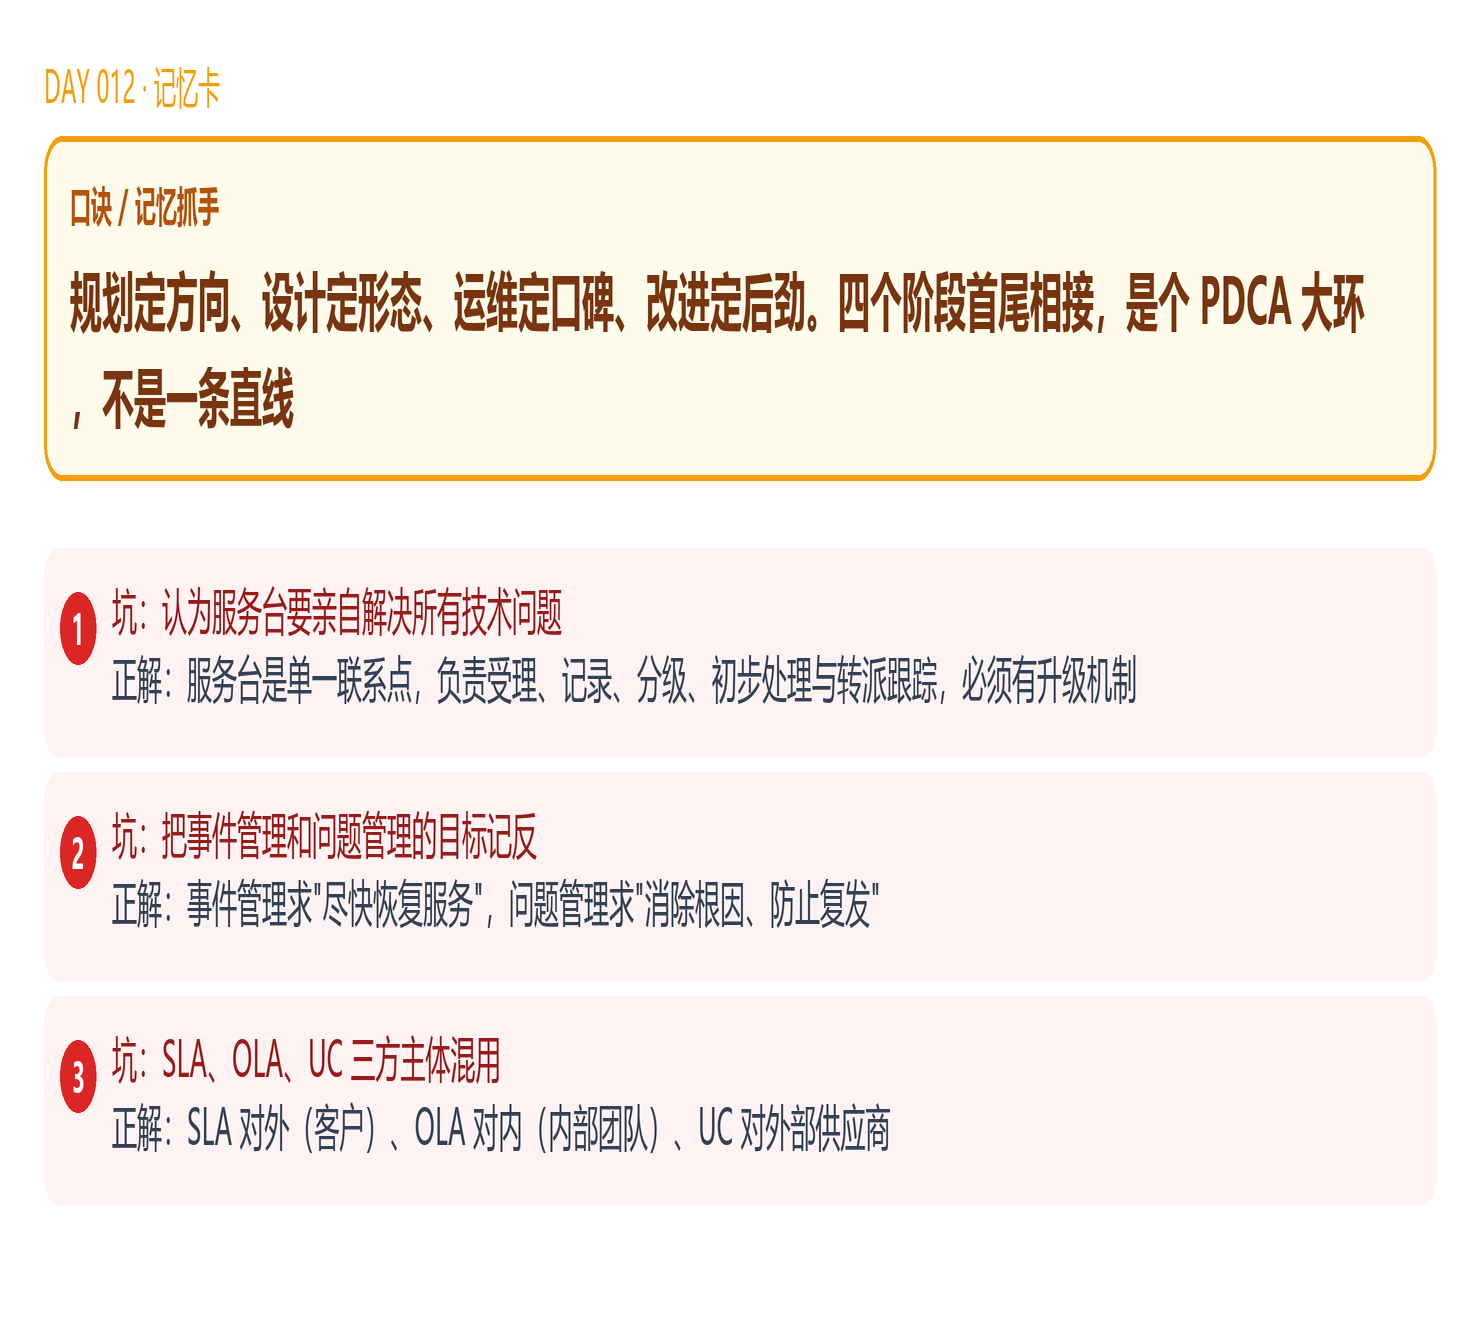 DAY 012 · 记忆卡
口诀 / 记忆抓手
规划定方向、设计定形态、运维定口碑、改进定后劲。四个阶段首尾相接，是个 PDCA 大环
，不是一条直线
1
坑：认为服务台要亲自解决所有技术问题
正解：服务台是单一联系点，负责受理、记录、分级、初步处理与转派跟踪，必须有升级机制
2
坑：把事件管理和问题管理的目标记反
正解：事件管理求"尽快恢复服务"，问题管理求"消除根因、防止复发"
3
坑：SLA、OLA、UC 三方主体混用
正解：SLA 对外（客户）、OLA 对内（内部团队）、UC 对外部供应商